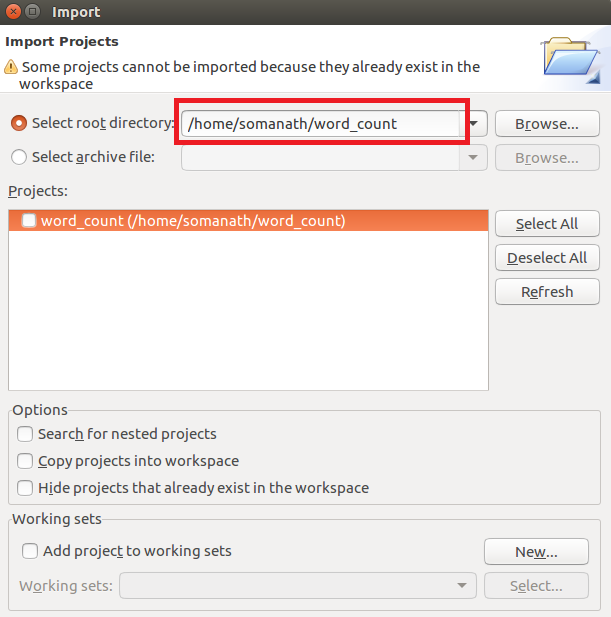 Import
Import Projects
Some projects cannot be imported because they already exist in the
workspace
Select root directory: /home/somanath/word_count Browse...
Select archive file: Browse...
Projects:
word_count (/home/somanath/word_count)
Select All
Deselect All
Refresh
Options
Search for nested projects
Copy projects into workspace
Hide projects that already exist in the workspace
Working sets
Add project to working sets New...
Working sets: Select...